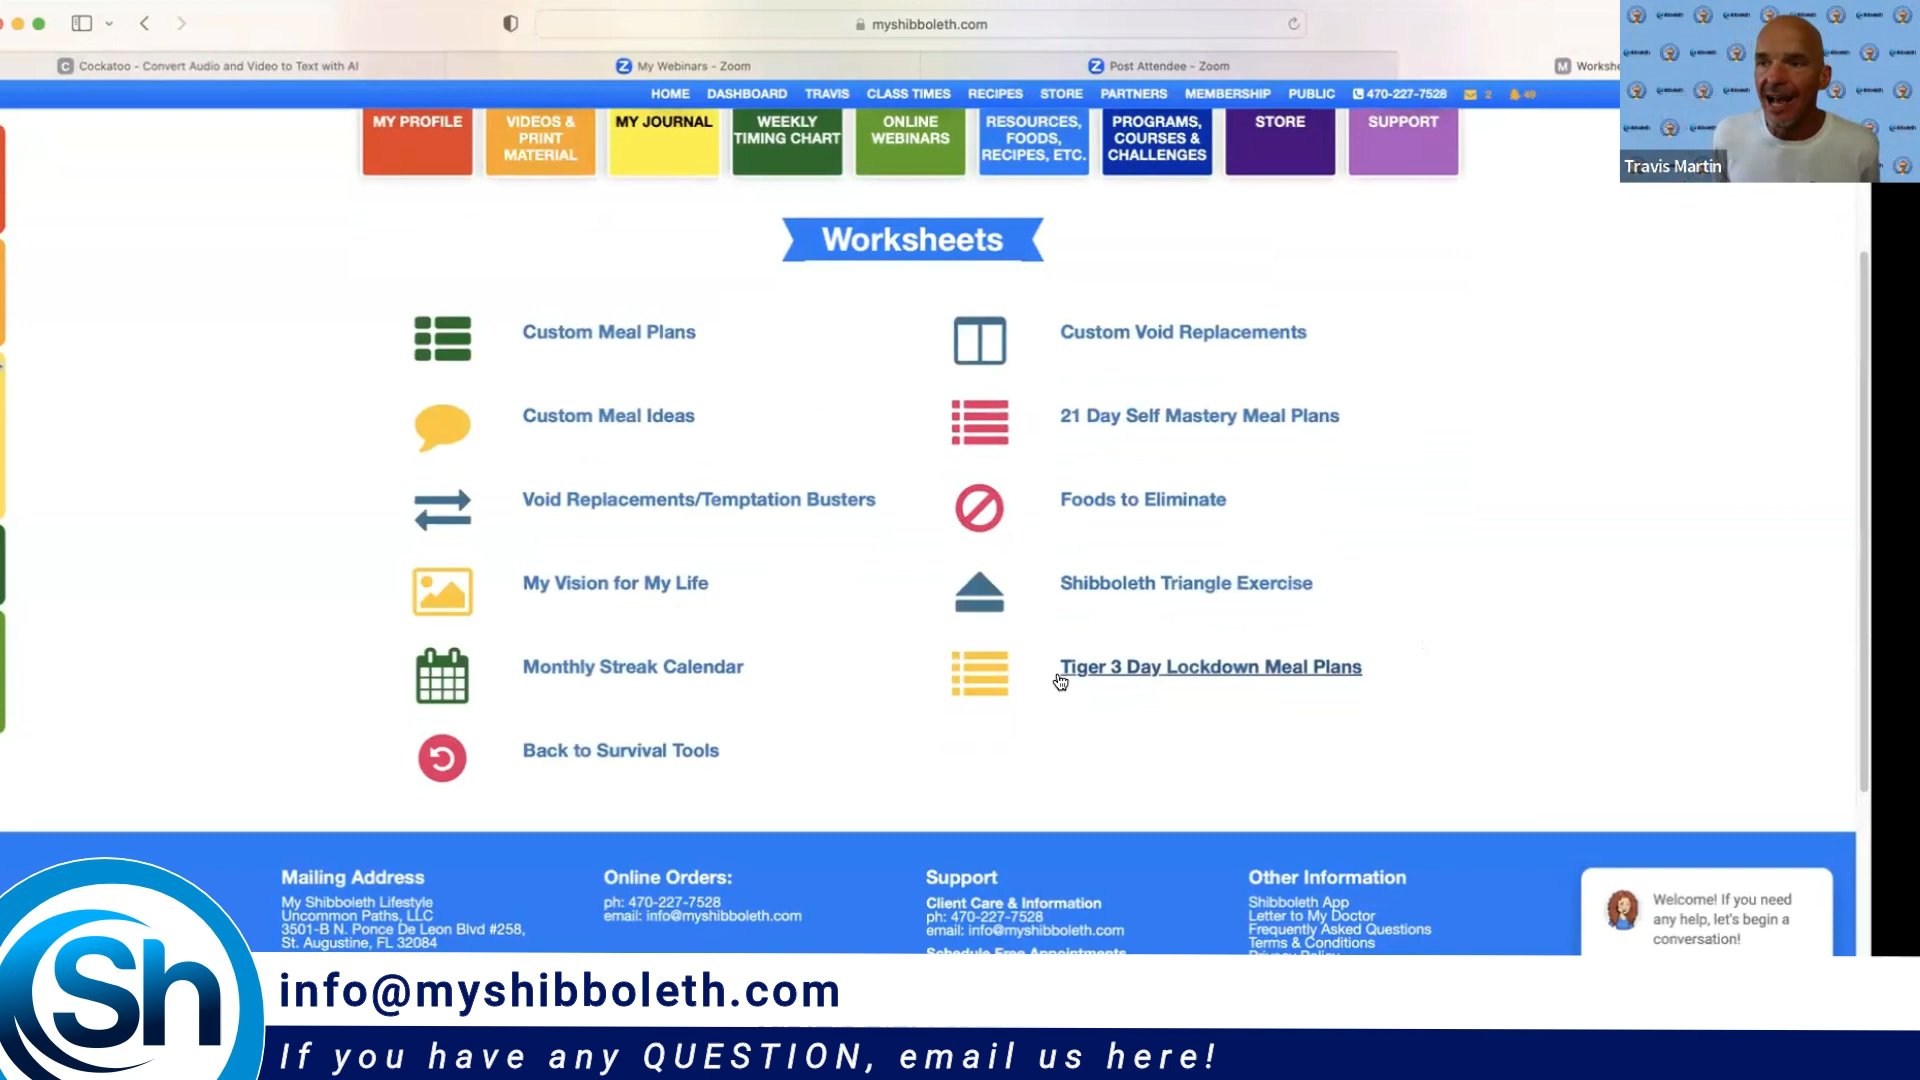 myshibboleth.com
Cockatoo - Convert Audio and Video to Text with AI
My Webinars - Zoom
Post Attendee - Zoom
HOME DASHBOARD TRAVIS CLASS TIMES RECIPES STORE PARTNERS MEMBERSHIP PUBLIC 470-227-7528 2 49
MY PROFILE
VIDEOS &
PRINT
MATERIAL
MY JOURNAL
WEEKLY
TIMING CHART
ONLINE
WEBINARS
RESOURCES,
FOODS,
RECIPES, ETC.
PROGRAMS,
COURSES &
CHALLENGES
STORE
SUPPORT
Travis Martin
Worksheets
Custom Meal Plans
Custom Void Replacements
Custom Meal Ideas
21 Day Self Mastery Meal Plans
Void Replacements/Temptation Busters
Foods to Eliminate
My Vision for My Life
Shibboleth Triangle Exercise
Monthly Streak Calendar
Tiger 3 Day Lockdown Meal Plans
Back to Survival Tools
Mailing Address
My Shibboleth Lifestyle
Uncommon Paths, LLC
3501-B N. Ponce De Leon Blvd #258,
St. Augustine, FL 32084
Online Orders:
ph: 470-227-7528
email: info@myshibboleth.com
Support
Client Care & Information
ph: 470-227-7528
email: info@myshibboleth.com
Schedule Free Appointments
Other Information
Shibboleth App
Letter to My Doctor
Frequently Asked Questions
Terms & Conditions
Privacy Policy
Welcome! If you need
any help, let's begin a
conversation!
Sh
info@myshibboleth.com
If you have any QUESTION, email us here!